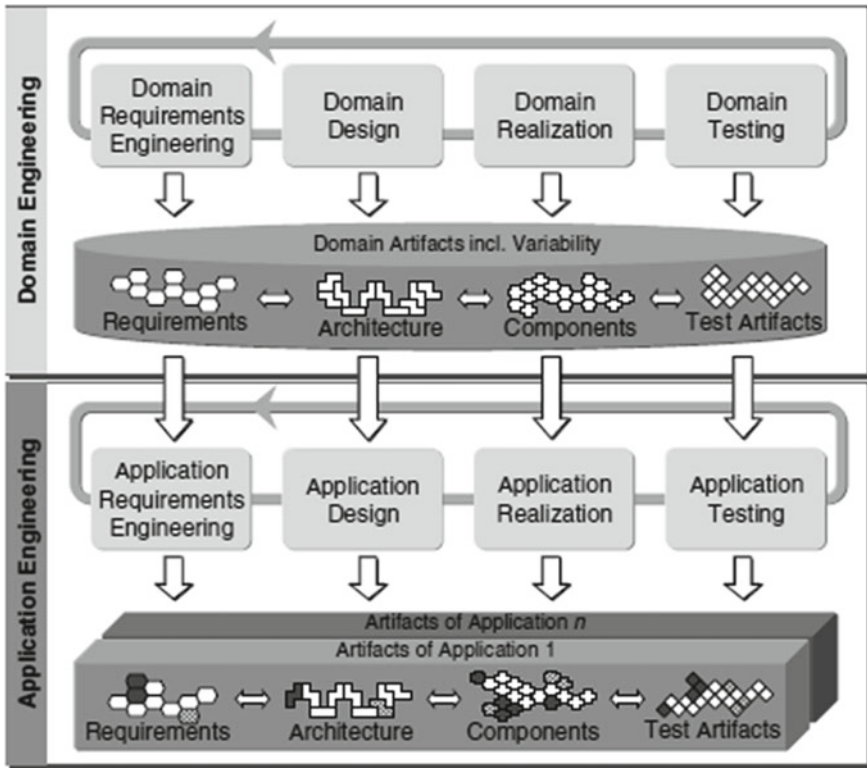 Domain Engineering
Domain
Requirements
Engineering
Domain
Design
Domain
Realization
Domain
Testing
Domain Artifacts incl. Variability
Requirements
Architecture
Components
Test Artifacts
Application Engineering
Application
Requirements
Engineering
Application
Design
Application
Realization
Application
Testing
Artifacts of Application n
Artifacts of Application 1
Requirements
Architecture
Components
Test Artifacts